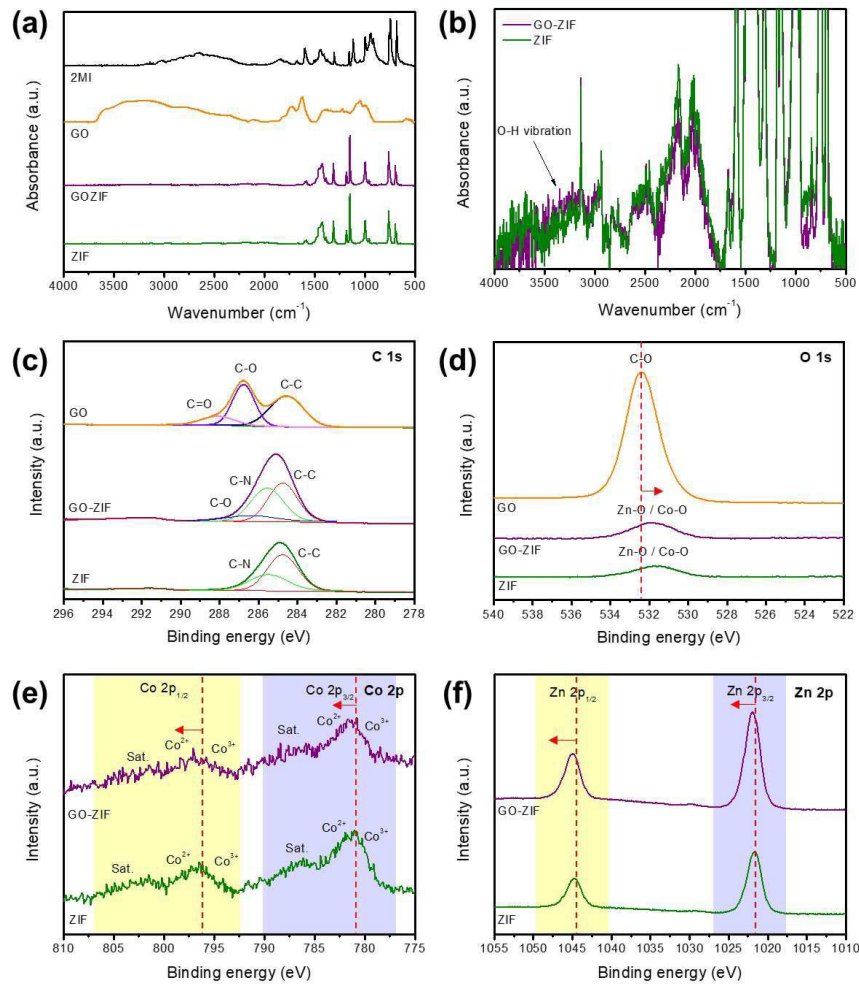 (a)
Absorbance (a.u.)
2MI
GO
GOZIF
ZIF
4000 3500 3000 2500 2000 1500 1000 500
Wavenumber (cm⁻¹)
(b)
Absorbance (a.u.)
GO-ZIF
ZIF
O-H vibration
4000 3500 3000 2500 2000 1500 1000 500
Wavenumber (cm⁻¹)
(c)
C 1s
Intensity (a.u.)
C-O
C=O
C-C
GO
C-N
C-C
C-O
GO-ZIF
C-N
C-C
ZIF
296 294 292 290 288 286 284 282 280 278
Binding energy (eV)
(d)
O 1s
Intensity (a.u.)
C-O
GO
Zn-O / Co-O
GO-ZIF
Zn-O / Co-O
ZIF
540 538 536 534 532 530 528 526 524 522
Binding energy (eV)
(e)
Co 2p₁/₂
Co 2p₃/₂
Co 2p
Intensity (a.u.)
Sat.
Co²⁺
Co³⁺
Sat.
Co²⁺
Co³⁺
GO-ZIF
Sat.
Co²⁺
Co³⁺
Sat.
Co²⁺
Co³⁺
ZIF
810 805 800 795 790 785 780 775
Binding energy (eV)
(f)
Zn 2p₁/₂
Zn 2p₃/₂
Zn 2p
Intensity (a.u.)
GO-ZIF
ZIF
1055 1050 1045 1040 1035 1030 1025 1020 1015 1010
Binding energy (eV)